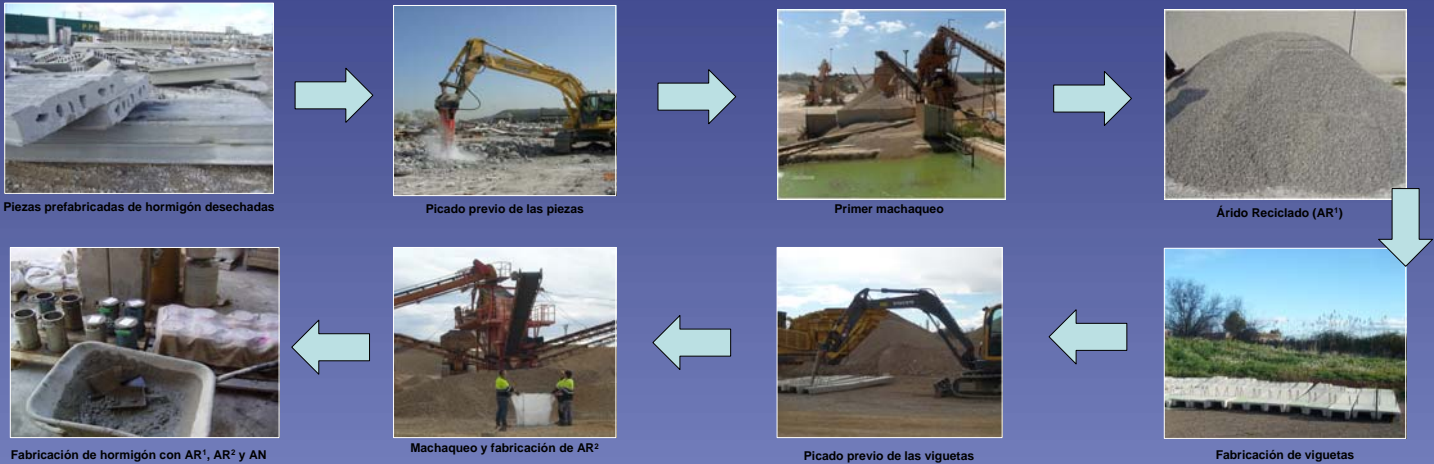 Piezas prefabricadas de hormigón desechadas
Picado previo de las piezas
Primer machaqueo
Árido Reciclado (AR¹)
Fabricación de viguetas
Picado previo de las viguetas
Machaqueo y fabricación de AR²
Fabricación de hormigón con AR¹, AR² y AN